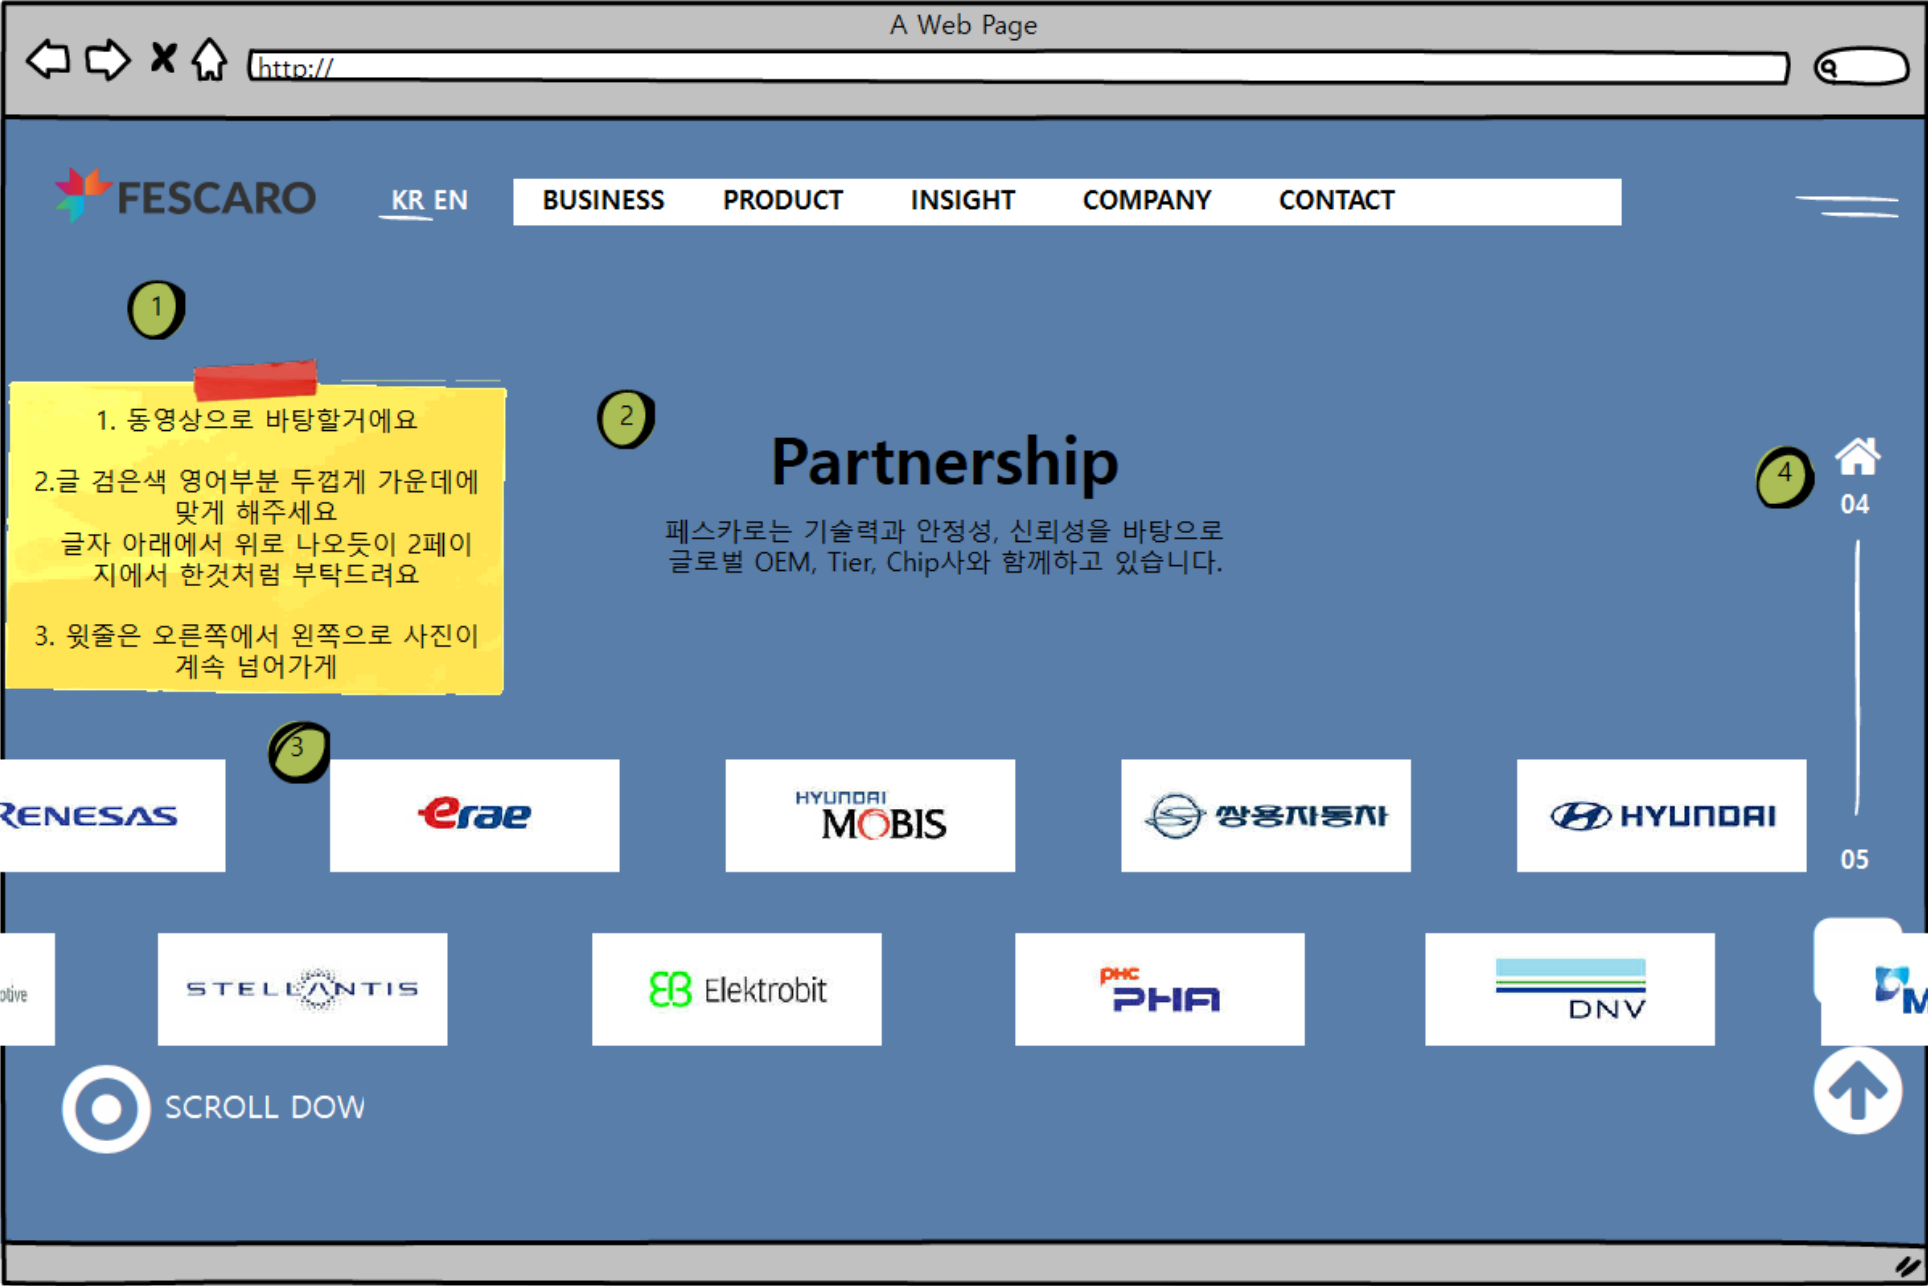 A Web Page
http://
FESCARO
KR EN
BUSINESS PRODUCT INSIGHT COMPANY CONTACT
1
1. 동영상으로 바탕할거에요
2.글 검은색 영어부분 두껍게 가운데에
맞게 해주세요
글자 아래에서 위로 나오듯이 2페이
지에서 한것처럼 부탁드려요
3. 윗줄은 오른쪽에서 왼쪽으로 사진이
계속 넘어가게
2
Partnership
페스카로는 기술력과 안정성, 신뢰성을 바탕으로
글로벌 OEM, Tier, Chip사와 함께하고 있습니다.
4
04
05
3
RENESAS
erae
HYUNDAI
MOBIS
쌍용자동차
HYUNDAI
otive
STELLANTIS
EB Elektrobit
PHC
PHA
DNV
M
SCROLL DOW